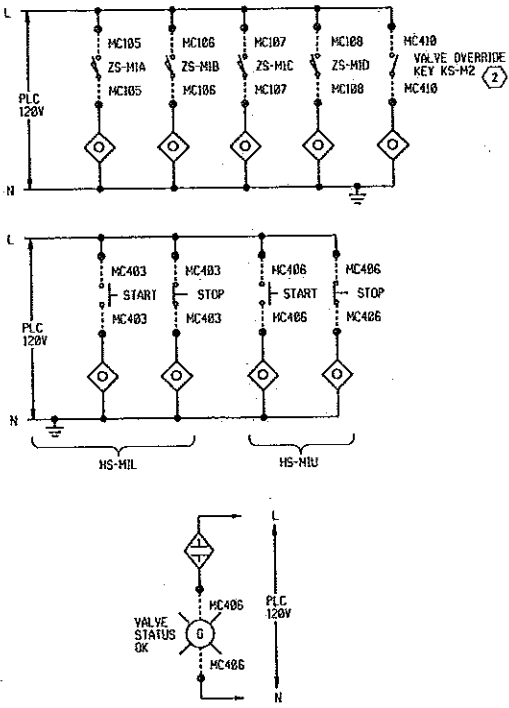 L
MC105 MC106 MC107 MC108 MC410
ZS-M1A ZS-M1B ZS-M1C ZS-M1D VALVE OVERRIDE
KEY KS-M2 2
MC105 MC106 MC107 MC108 MC410
PLC
120V
N
L
MC403 MC403 MC406 MC406
START STOP START STOP
MC403 MC403 MC406 MC406
PLC
120V
N
HS-M1L HS-M1U
L
MC406
VALVE
STATUS
OK
G
PLC
120V
MC406
N